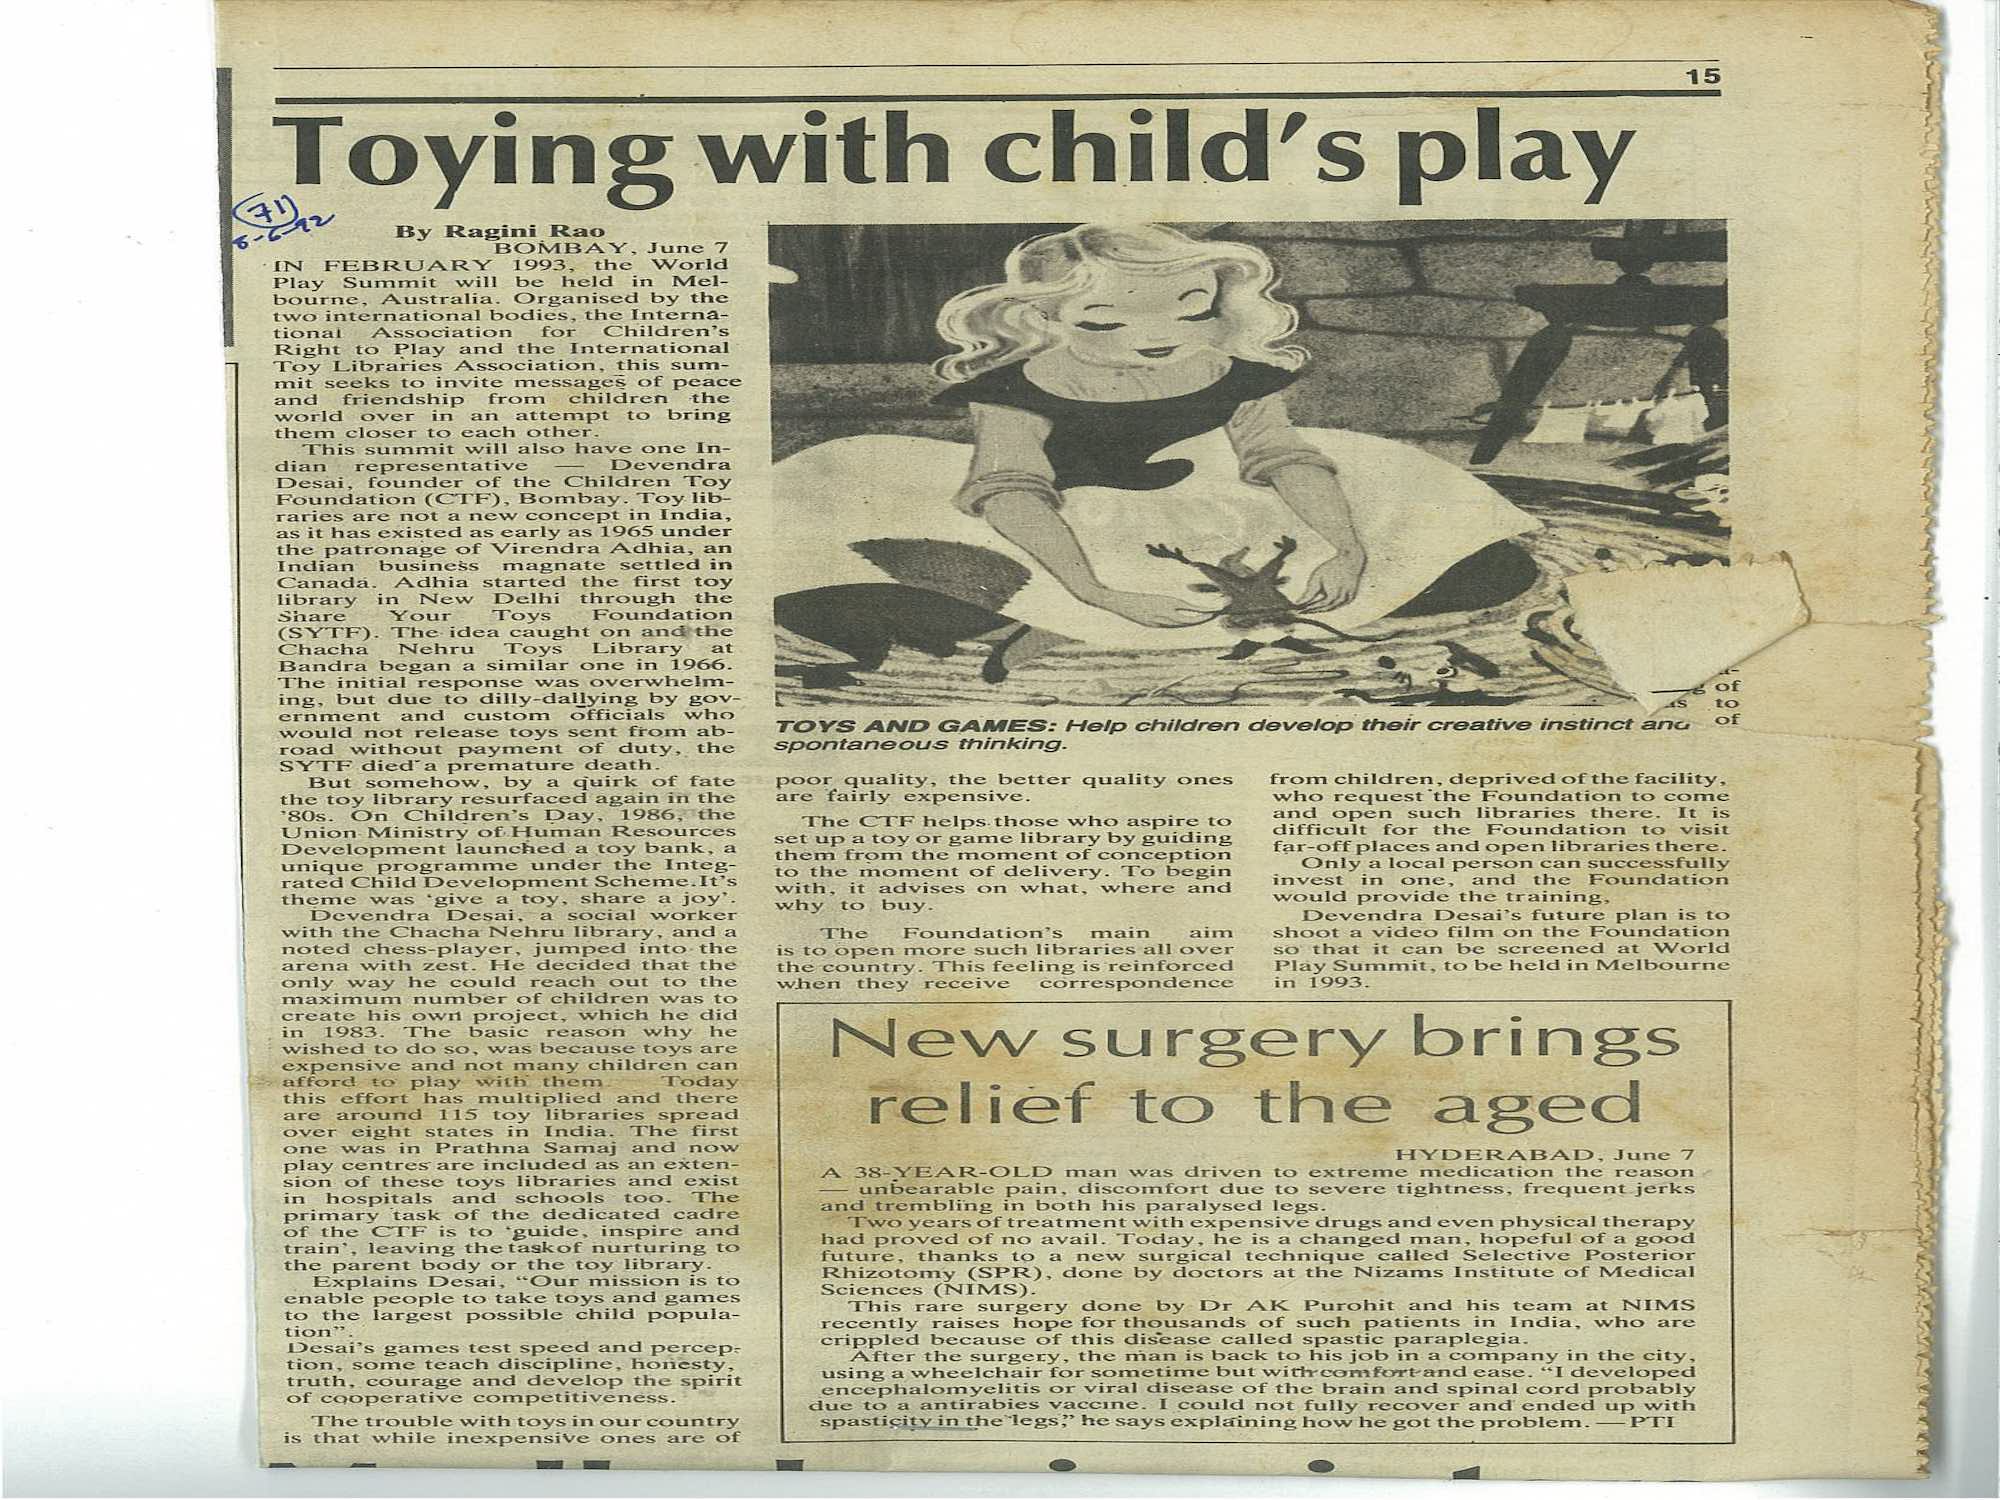 15
Toying with child's play
71
8-6-92
By Ragini Rao
BOMBAY, June 7
IN FEBRUARY 1993, the World
Play Summit will be held in Mel-
bourne, Australia. Organised by the
two international bodies, the Interna-
tional Association for Children's
Right to Play and the International
Toy Libraries Association, this sum-
mit seeks to invite messages of peace
and friendship from children the
world over in an attempt to bring
them closer to each other.
This summit will also have one In-
dian representative — Devendra
Desai, founder of the Children Toy
Foundation (CTF), Bombay. Toy lib-
raries are not a new concept in India,
as it has existed as early as 1965 under
the patronage of Virendra Adhia, an
Indian business magnate settled in
Canada. Adhia started the first toy
library in New Delhi through the
Share Your Toys Foundation
(SYTF). The idea caught on and the
Chacha Nehru Toys Library at
Bandra began a similar one in 1966.
The initial response was overwhelm-
ing, but due to dilly-dallying by gov-
ernment and custom officials who
would not release toys sent from ab-
road without payment of duty, the
SYTF died a premature death.
But somehow, by a quirk of fate
the toy library resurfaced again in the
'80s. On Children's Day, 1986, the
Union Ministry of Human Resources
Development launched a toy bank, a
unique programme under the Integ-
rated Child Development Scheme.It's
theme was 'give a toy, share a joy'.
Devendra Desai, a social worker
with the Chacha Nehru library, and a
noted chess-player, jumped into the
arena with zest. He decided that the
only way he could reach out to the
maximum number of children was to
create his own project, which he did
in 1983. The basic reason why he
wished to do so, was because toys are
expensive and not many children can
afford to play with them. Today
this effort has multiplied and there
are around 115 toy libraries spread
over eight states in India. The first
one was in Prathna Samaj and now
play centres are included as an exten-
sion of these toys libraries and exist
in hospitals and schools too. The
primary task of the dedicated cadre
of the CTF is to 'guide, inspire and
train', leaving the task of nurturing to
the parent body or the toy library.
Explains Desai, "Our mission is to
enable people to take toys and games
to the largest possible child popula-
tion".
Desai's games test speed and percep-
tion, some teach discipline, honesty,
truth, courage and develop the spirit
of cooperative competitiveness.
The trouble with toys in our country
is that while inexpensive ones are of
of
to
of
TOYS AND GAMES: Help children develop their creative instinct and
spontaneous thinking.
poor quality, the better quality ones
are fairly expensive.
The CTF helps those who aspire to
set up a toy or game library by guiding
them from the moment of conception
to the moment of delivery. To begin
with, it advises on what, where and
why to buy.
The Foundation's main aim
is to open more such libraries all over
the country. This feeling is reinforced
when they receive correspondence
from children, deprived of the facility,
who request the Foundation to come
and open such libraries there. It is
difficult for the Foundation to visit
far-off places and open libraries there.
Only a local person can successfully
invest in one, and the Foundation
would provide the training,
Devendra Desai's future plan is to
shoot a video film on the Foundation
so that it can be screened at World
Play Summit, to be held in Melbourne
in 1993.
New surgery brings
relief to the aged
HYDERABAD, June 7
A 38-YEAR-OLD man was driven to extreme medication the reason
— unbearable pain, discomfort due to severe tightness, frequent jerks
and trembling in both his paralysed legs.
Two years of treatment with expensive drugs and even physical therapy
had proved of no avail. Today, he is a changed man, hopeful of a good
future, thanks to a new surgical technique called Selective Posterior
Rhizotomy (SPR), done by doctors at the Nizams Institute of Medical
Sciences (NIMS).
This rare surgery done by Dr AK Purohit and his team at NIMS
recently raises hope for thousands of such patients in India, who are
crippled because of this disease called spastic paraplegia.
After the surgery, the man is back to his job in a company in the city,
using a wheelchair for sometime but with comfort and ease. "I developed
encephalomyelitis or viral disease of the brain and spinal cord probably
due to a antirabies vaccine. I could not fully recover and ended up with
spasticity in the legs," he says explaining how he got the problem. — PTI